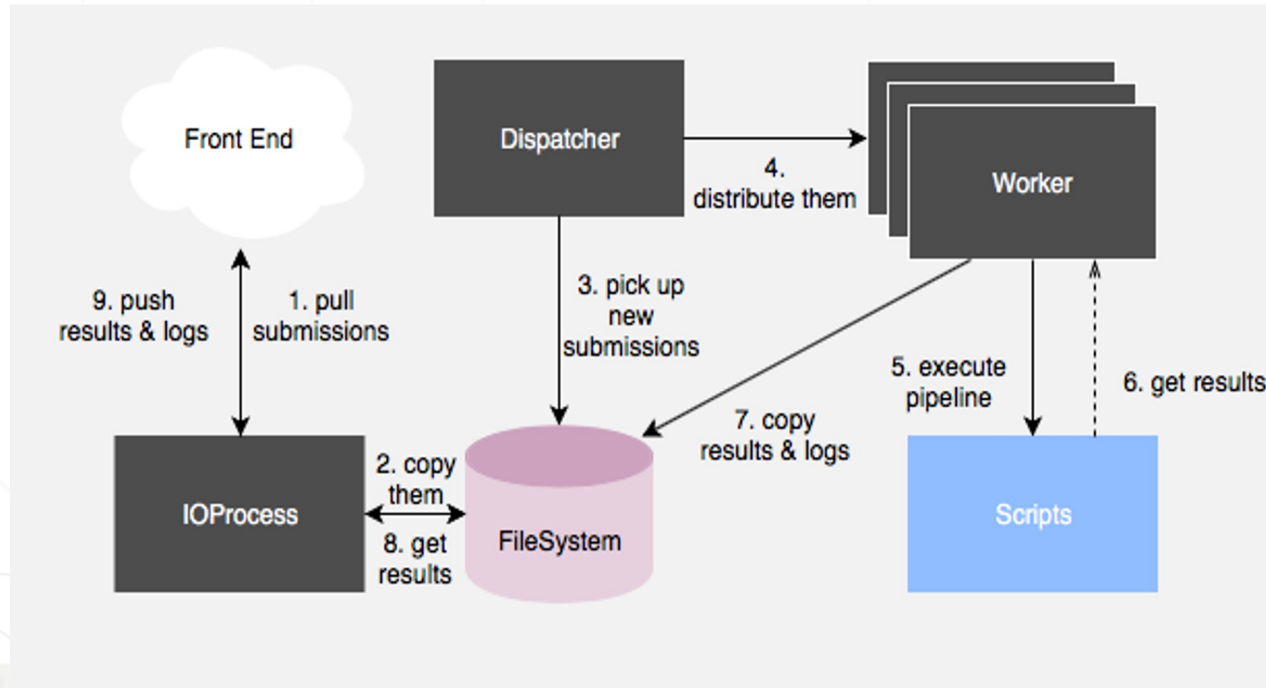 Front End
Dispatcher
Worker
4.
distribute them
9. push
results & logs
1. pull
submissions
3. pick up
new
submissions
5. execute
pipeline
6. get results
7. copy
results & logs
2. copy
them
8. get
results
IOProcess
FileSystem
Scripts